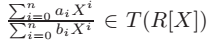 \frac{\sum_{i=0}^{n} a_i X^i}{\sum_{i=0}^{n} b_i X^i} \in T(R[X])